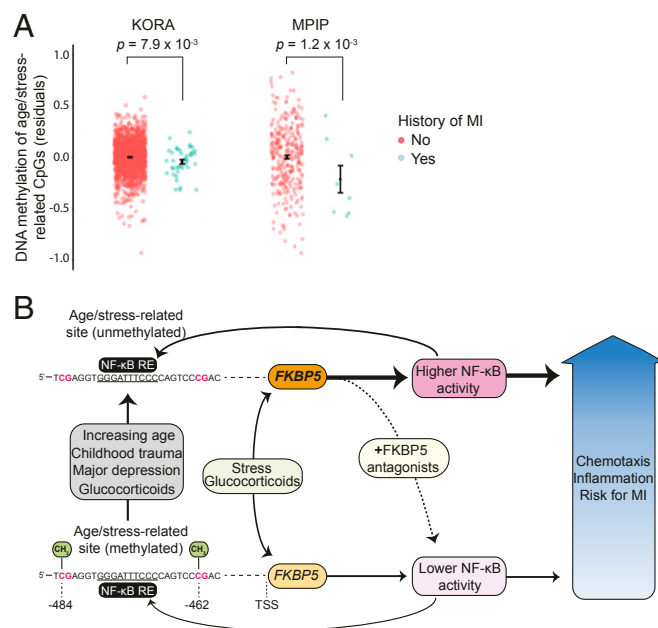 A
KORA
MPIP
p = 7.9 x 10-3
p = 1.2 x 10-3
DNA methylation of age/stress-
related CpGs (residuals)
1.0
0.5
0.0
-0.5
-1.0
History of MI
No
Yes
B
Age/stress-related
site (unmethylated)
NF-κB RE
5'-TCGAGGTGGGATTTCCCCAGTCCCCGAC
FKBP5
Higher NF-κB
activity
Increasing age
Childhood trauma
Major depression
Glucocorticoids
Stress
Glucocorticoids
+FKBP5
antagonists
Chemotaxis
Inflammation
Risk for MI
Age/stress-related
site (methylated)
CH3
CH3
5'-TCGAGGTGGGATTTCCCCAGTCCCCGAC
NF-κB RE
FKBP5
Lower NF-κB
activity
-484
-462
TSS